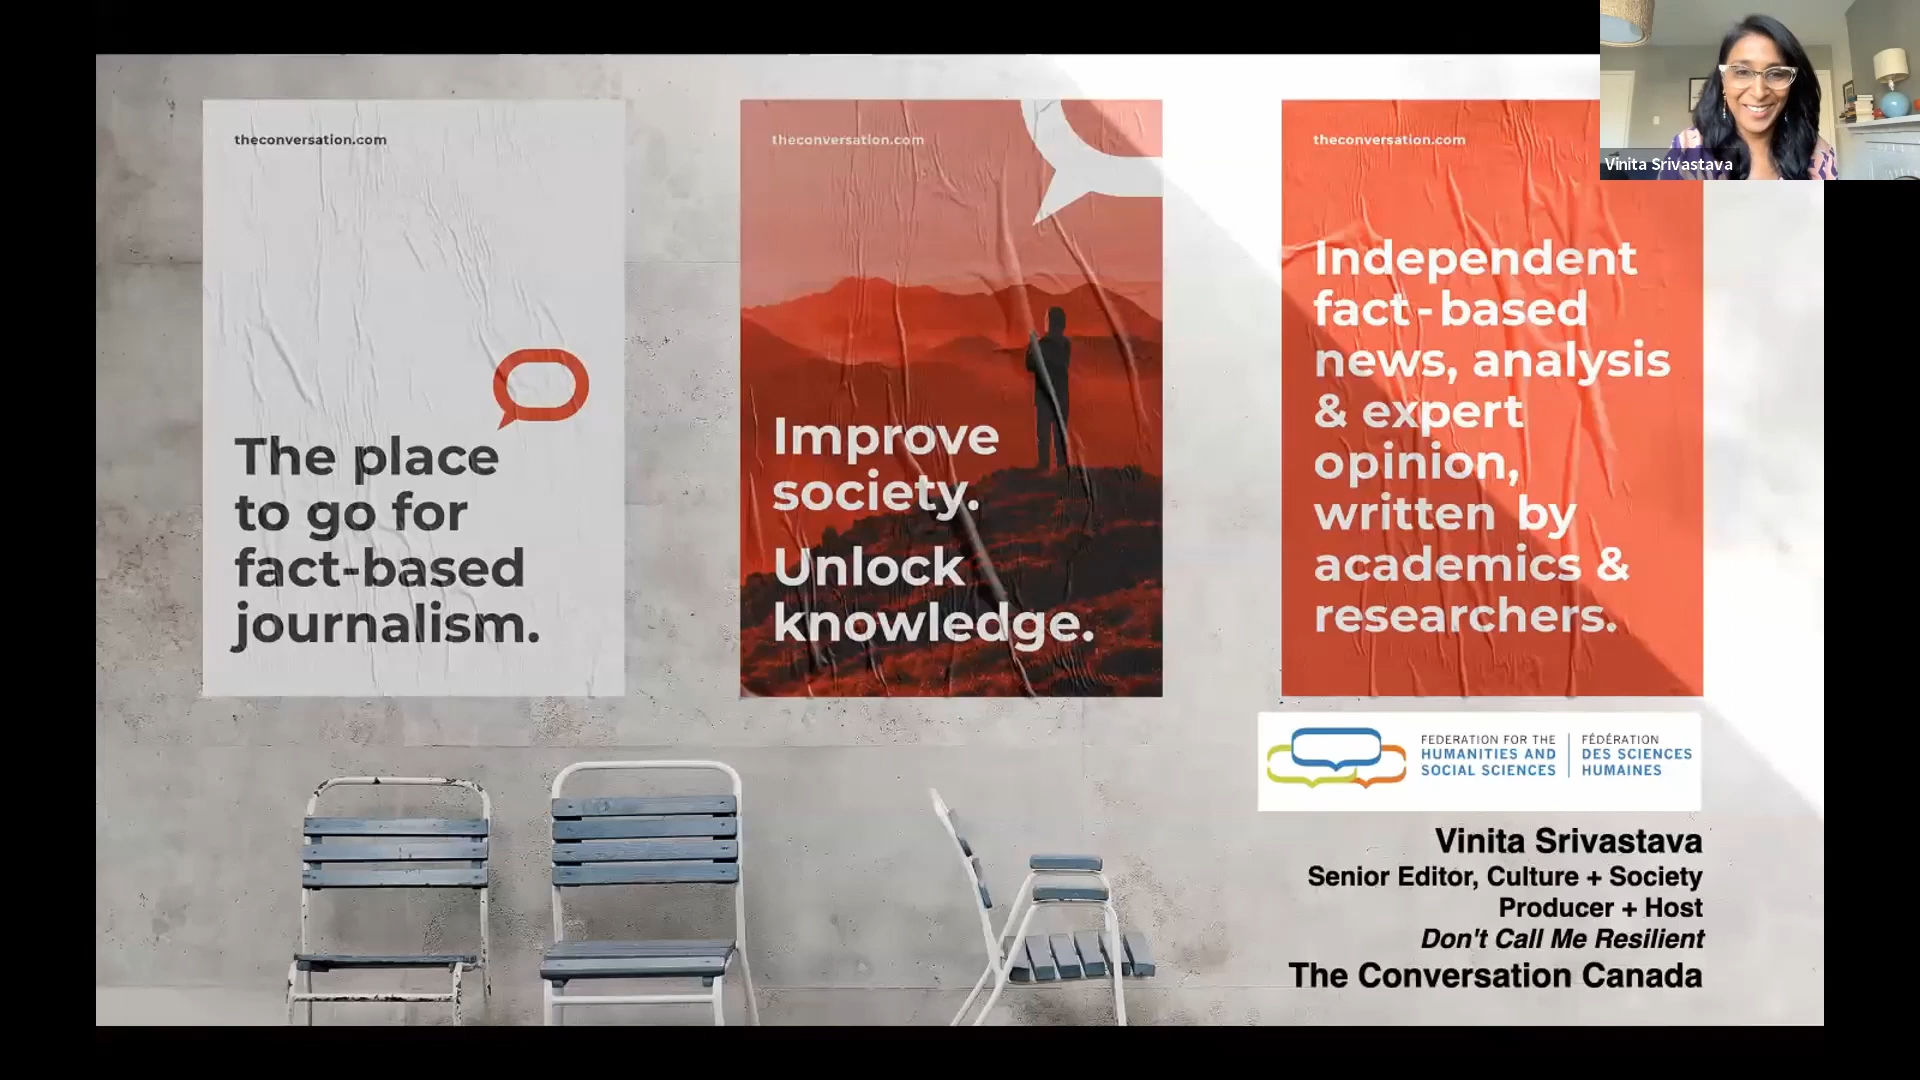 theconversation.com
The place
to go for
fact-based
journalism.
theconversation.com
Improve
society.
Unlock
knowledge.
theconversation.com
Independent
fact-based
news, analysis
& expert
opinion,
written by
academics &
researchers.
Vinita Srivastava
FEDERATION FOR THE
HUMANITIES AND
SOCIAL SCIENCES
FÉDÉRATION
DES SCIENCES
HUMAINES
Vinita Srivastava
Senior Editor, Culture + Society
Producer + Host
Don't Call Me Resilient
The Conversation Canada